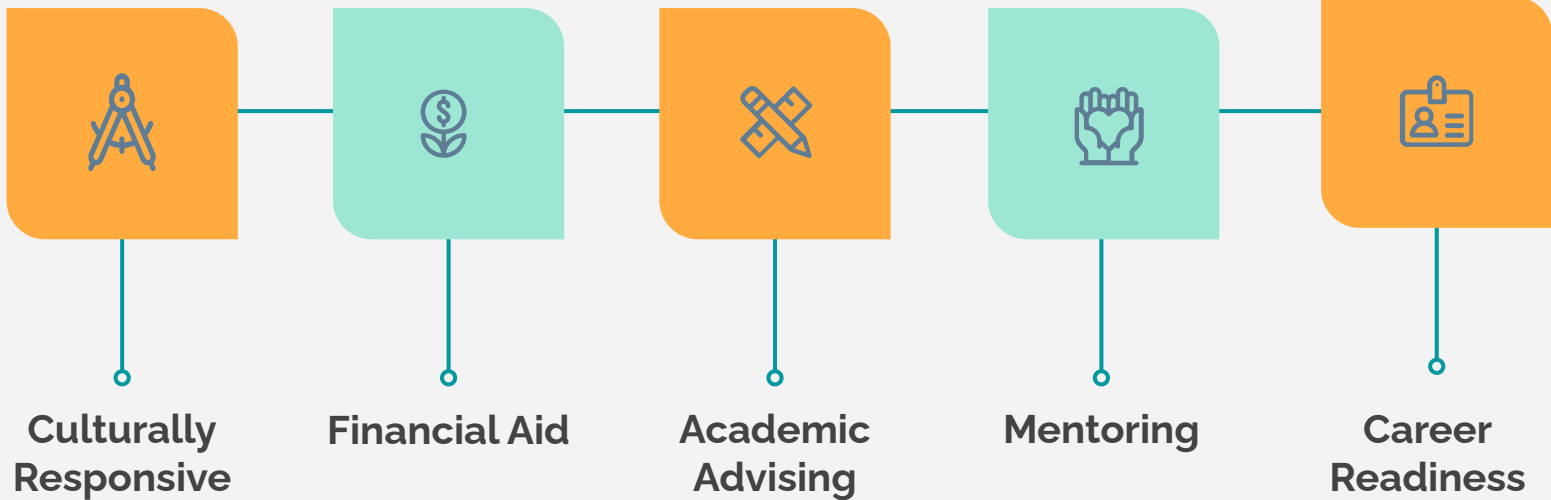 Culturally
Responsive
Financial Aid
Academic
Advising
Mentoring
Career
Readiness